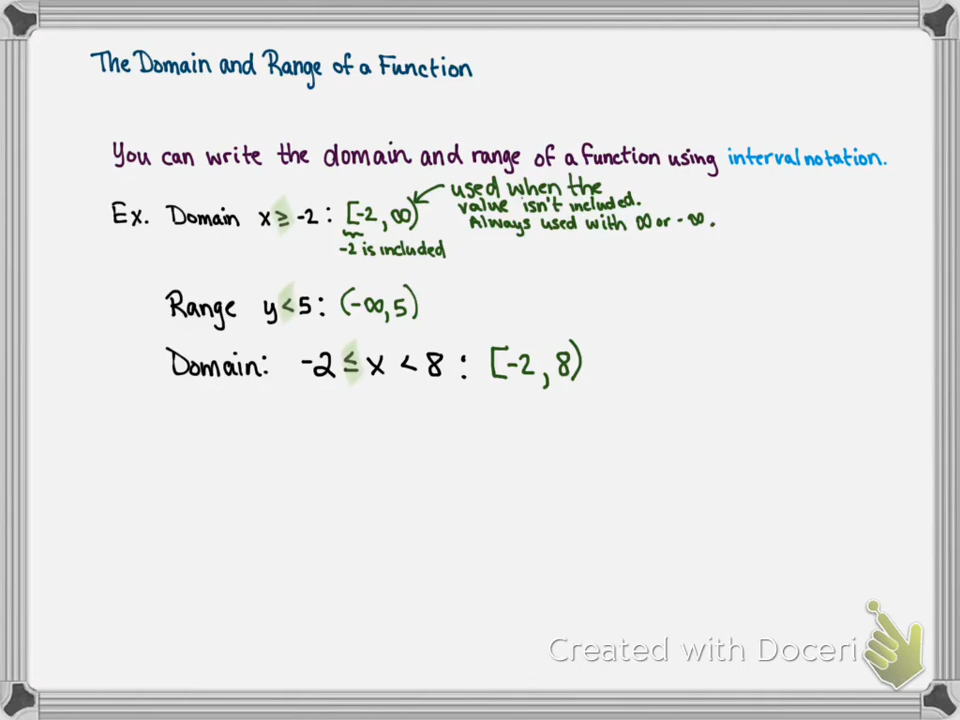 The Domain and Range of a Function
You can write the domain and range of a function using interval notation.
Ex. Domain x ≥ -2 : [-2, ∞)
used when the
value isn't included.
Always used with ∞ or -∞.
-2 is included
Range y < 5 : (-∞, 5)
Domain: -2 ≤ x < 8 : [-2, 8)
Created with Doceri